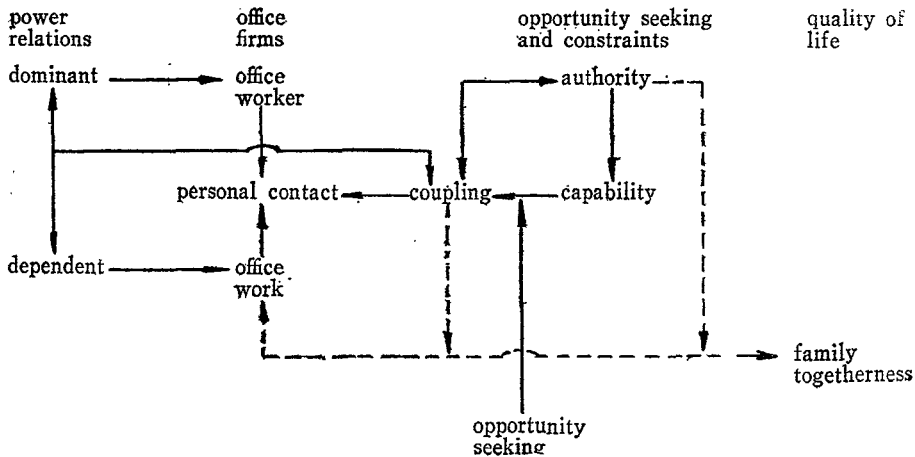 power
relations
office
firms
opportunity seeking
and constraints
quality of
life
dominant
office
worker
authority
personal contact
coupling
capability
dependent
office
work
family
togetherness
opportunity
seeking